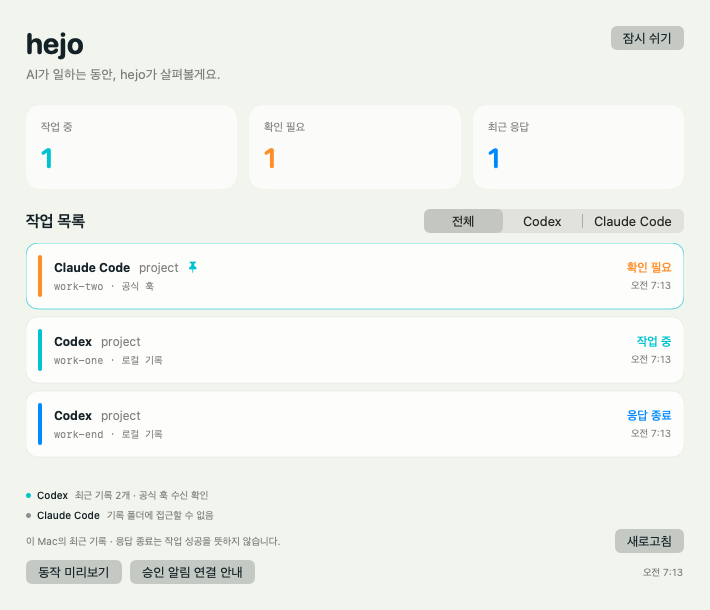 hejo
잠시 쉬기
AI가 일하는 동안, hejo가 살펴볼게요.
작업 중
확인 필요
최근 응답
1
1
1
작업 목록
전체
Codex
Claude Code
Claude Code project
확인 필요
work-two · 공식 훅
오전 7:13
Codex project
작업 중
work-one · 로컬 기록
오전 7:13
Codex project
응답 종료
work-end · 로컬 기록
오전 7:13
Codex 최근 기록 2개 · 공식 훅 수신 확인
Claude Code 기록 폴더에 접근할 수 없음
이 Mac의 최근 기록 · 응답 종료는 작업 성공을 뜻하지 않습니다.
새로고침
동작 미리보기
승인 알림 연결 안내
오전 7:13